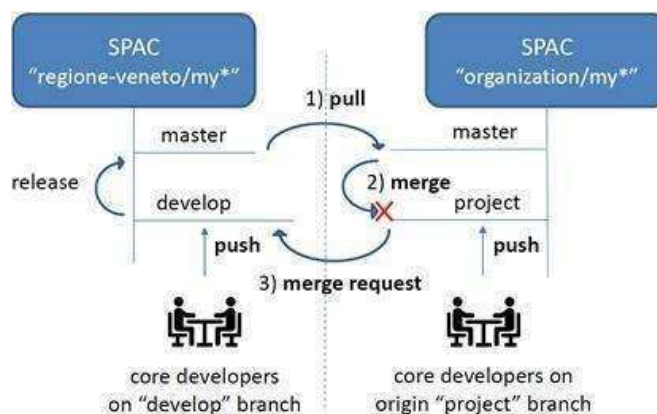 SPAC
"regione-veneto/my*"
SPAC
"organization/my*"
1) pull
master
master
release
2) merge
develop
project
push
push
3) merge request
core developers
on "develop" branch
core developers on
origin "project" branch